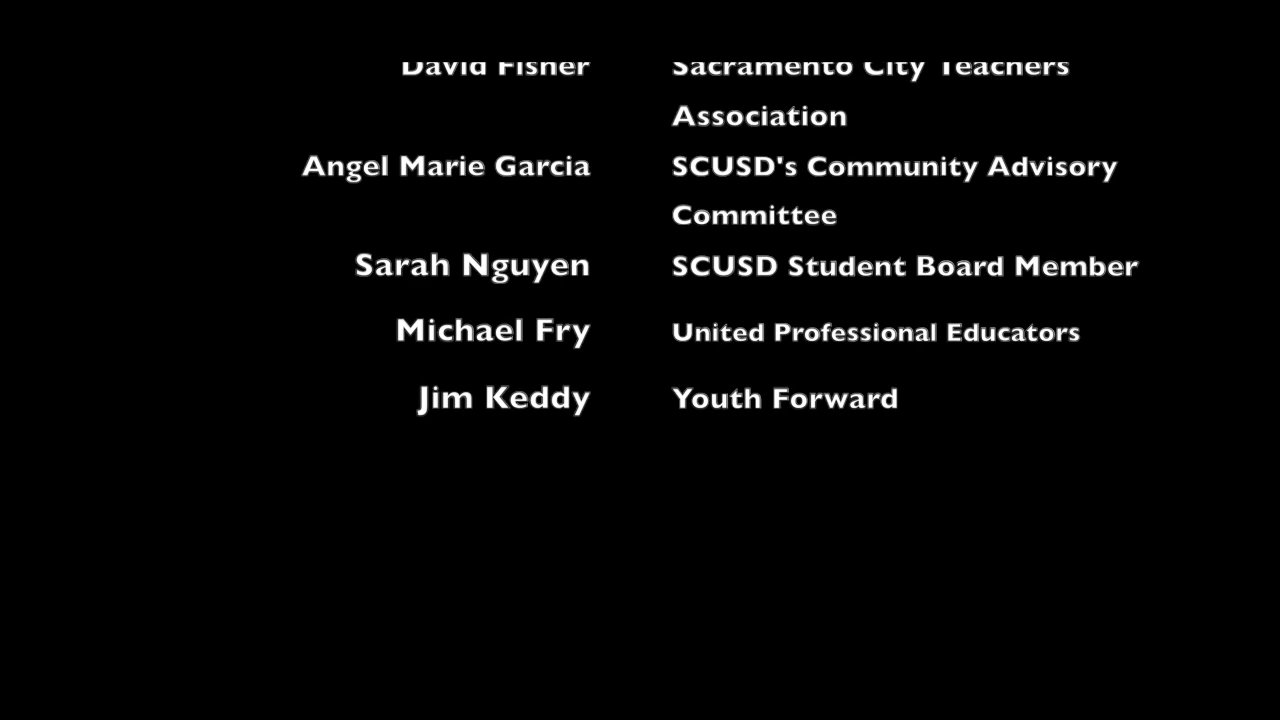 David Fisher Sacramento City Teachers
Association
Angel Marie Garcia SCUSD's Community Advisory
Committee
Sarah Nguyen SCUSD Student Board Member
Michael Fry United Professional Educators
Jim Keddy Youth Forward